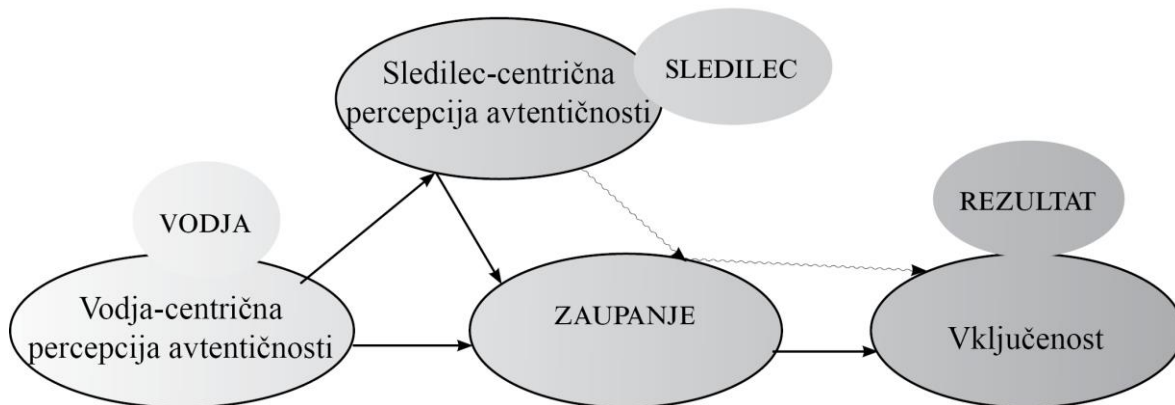 Sledilec-centrična
percepcija avtentičnosti
SLEDILEC
VODJA
Vodja-centrična
percepcija avtentičnosti
ZAUPANJE
REZULTAT
Vključenost